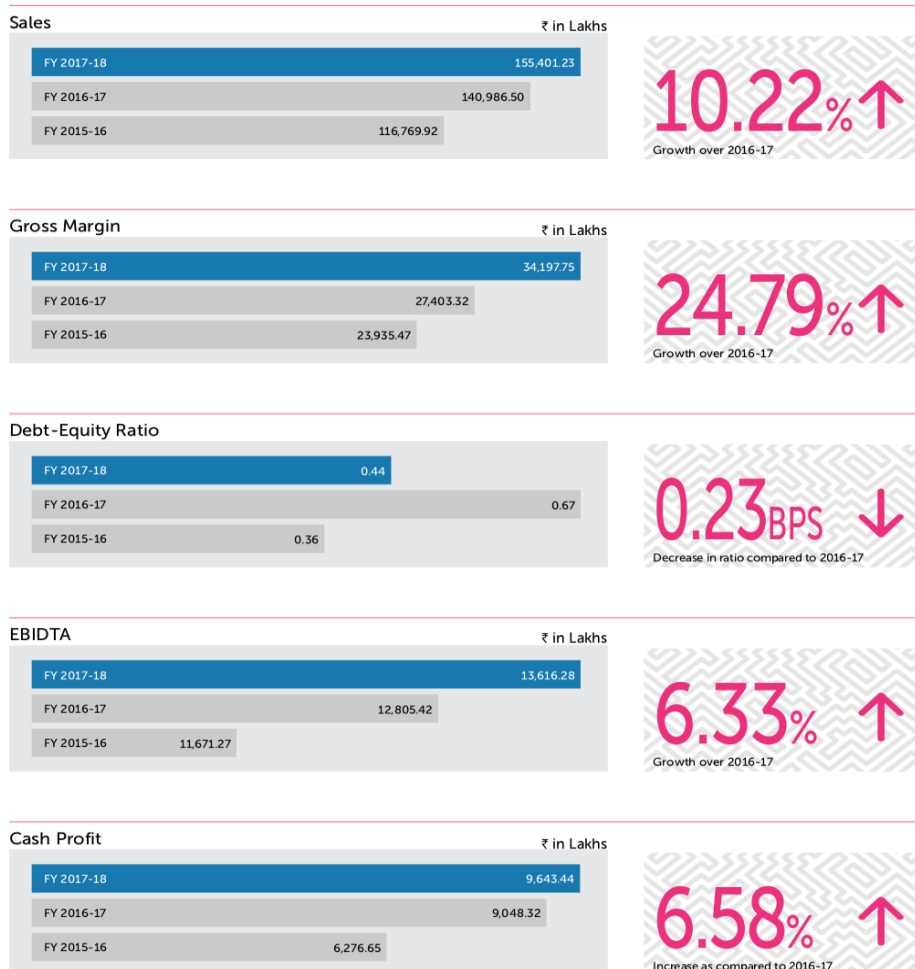 Sales ₹ in Lakhs
FY 2017-18 155,401.23
FY 2016-17 140,986.50
FY 2015-16 116,769.92
10.22%
Growth over 2016-17
Gross Margin ₹ in Lakhs
FY 2017-18 34,197.75
FY 2016-17 27,403.32
FY 2015-16 23,935.47
24.79%
Growth over 2016-17
Debt-Equity Ratio
FY 2017-18 0.44
FY 2016-17 0.67
FY 2015-16 0.36
0.23BPS
Decrease in ratio compared to 2016-17
EBIDTA ₹ in Lakhs
FY 2017-18 13,616.28
FY 2016-17 12,805.42
FY 2015-16 11,671.27
6.33%
Growth over 2016-17
Cash Profit ₹ in Lakhs
FY 2017-18 9,643.44
FY 2016-17 9,048.32
FY 2015-16 6,276.65
6.58%
Increase as compared to 2016-17